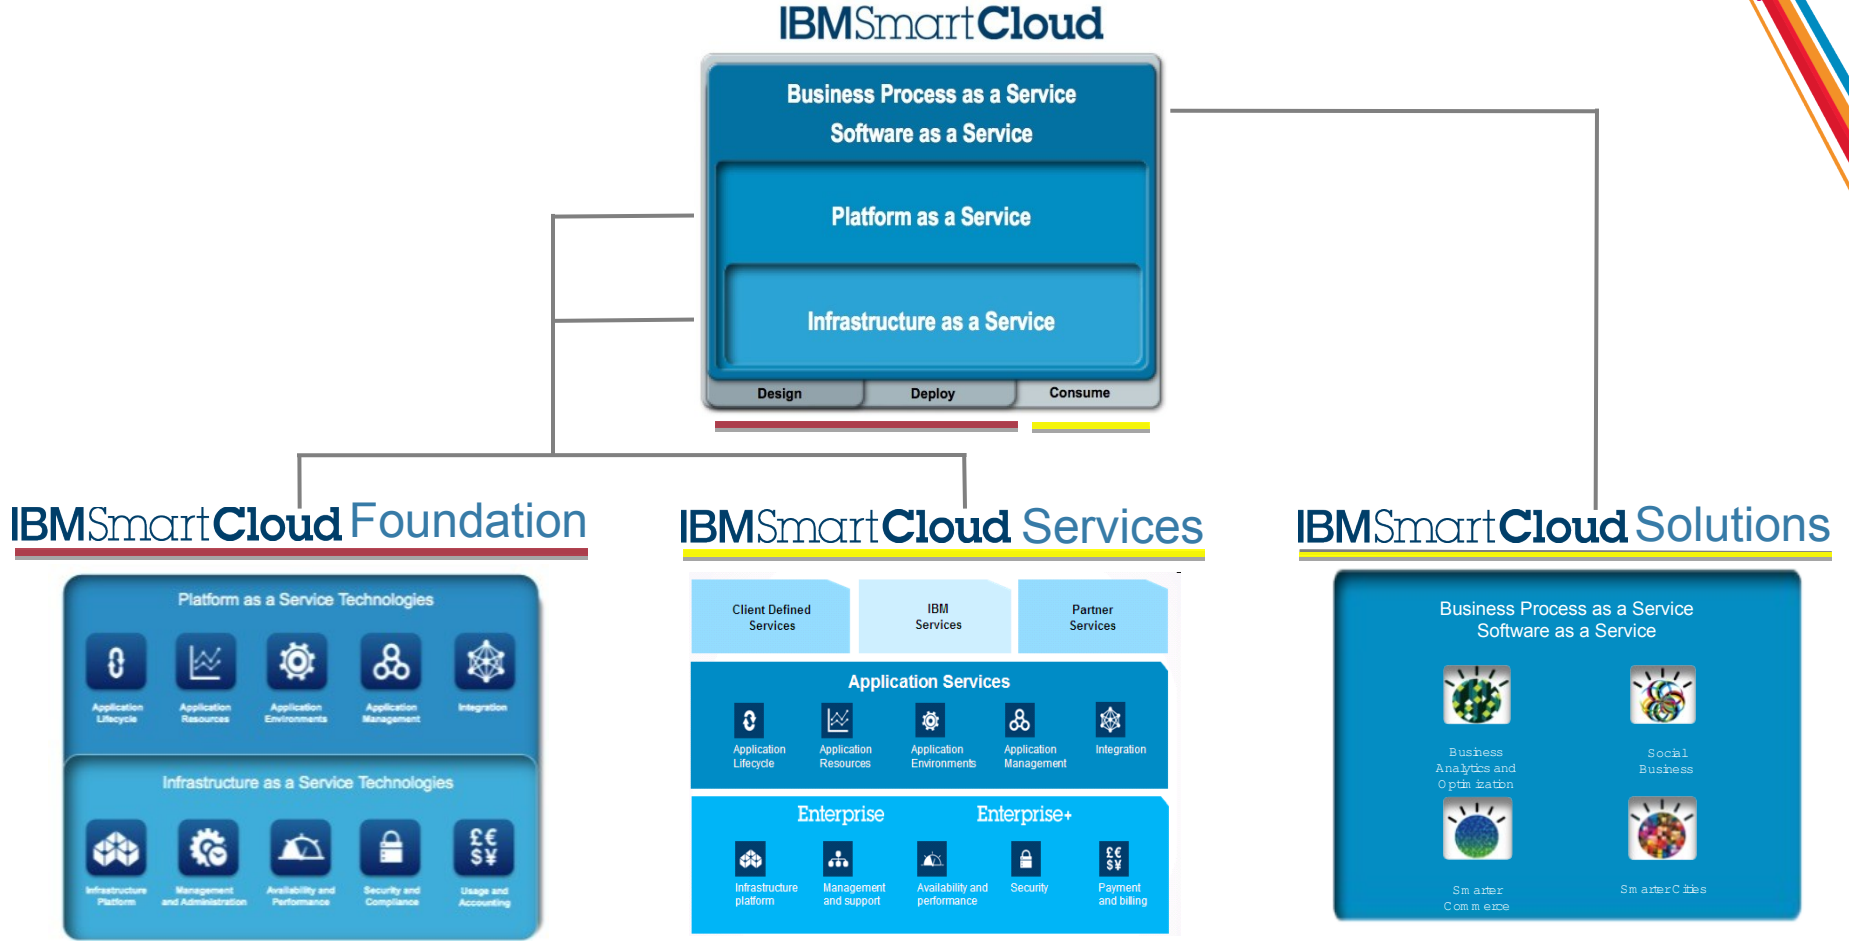 IBMSmartCloud
Business Process as a Service
Software as a Service
Platform as a Service
Infrastructure as a Service
Design Deploy Consume
IBMSmartCloud Foundation
Platform as a Service Technologies
Application
Lifecycle
Application
Resources
Application
Environments
Application
Management
Integration
Infrastructure as a Service Technologies
£€
$¥
Infrastructure
Platform
Management
and Administration
Availability and
Performance
Security and
Compliance
Usage and
Accounting
IBMSmartCloud Services
Client Defined
Services
IBM
Services
Partner
Services
Application Services
Application
Lifecycle
Application
Resources
Application
Environments
Application
Management
Integration
Enterprise Enterprise+
£€
$¥
Infrastructure
platform
Management
and support
Availability and
performance
Security
Payment
and billing
IBMSmartCloud Solutions
Business Process as a Service
Software as a Service
Business
Analytics and
Optimization
Social
Business
Smarter
Commerce
Smarter Cities